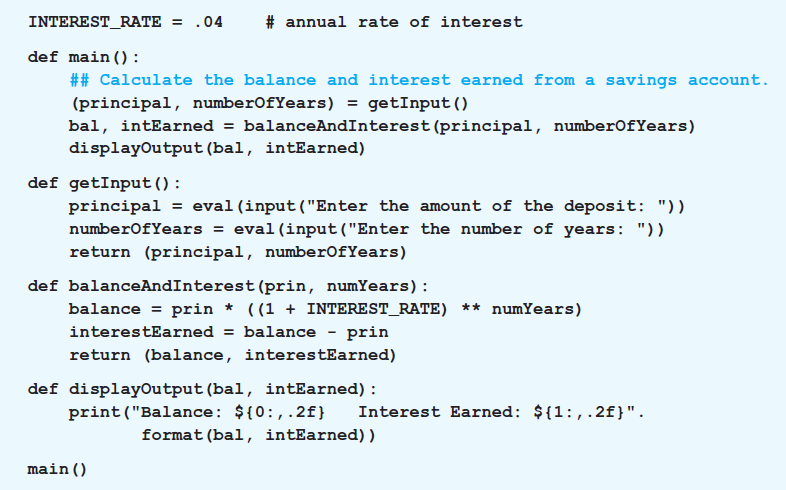 INTEREST_RATE = .04    # annual rate of interest
def main():
    ## Calculate the balance and interest earned from a savings account.
    (principal, numberOfYears) = getInput()
    bal, intEarned = balanceAndInterest(principal, numberOfYears)
    displayOutput(bal, intEarned)
def getInput():
    principal = eval(input("Enter the amount of the deposit: "))
    numberOfYears = eval(input("Enter the number of years: "))
    return (principal, numberOfYears)
def balanceAndInterest(prin, numYears):
    balance = prin * ((1 + INTEREST_RATE) ** numYears)
    interestEarned = balance - prin
    return (balance, interestEarned)
def displayOutput(bal, intEarned):
    print("Balance: ${0:,.2f}   Interest Earned: ${1:,.2f}".
           format(bal, intEarned))
main()